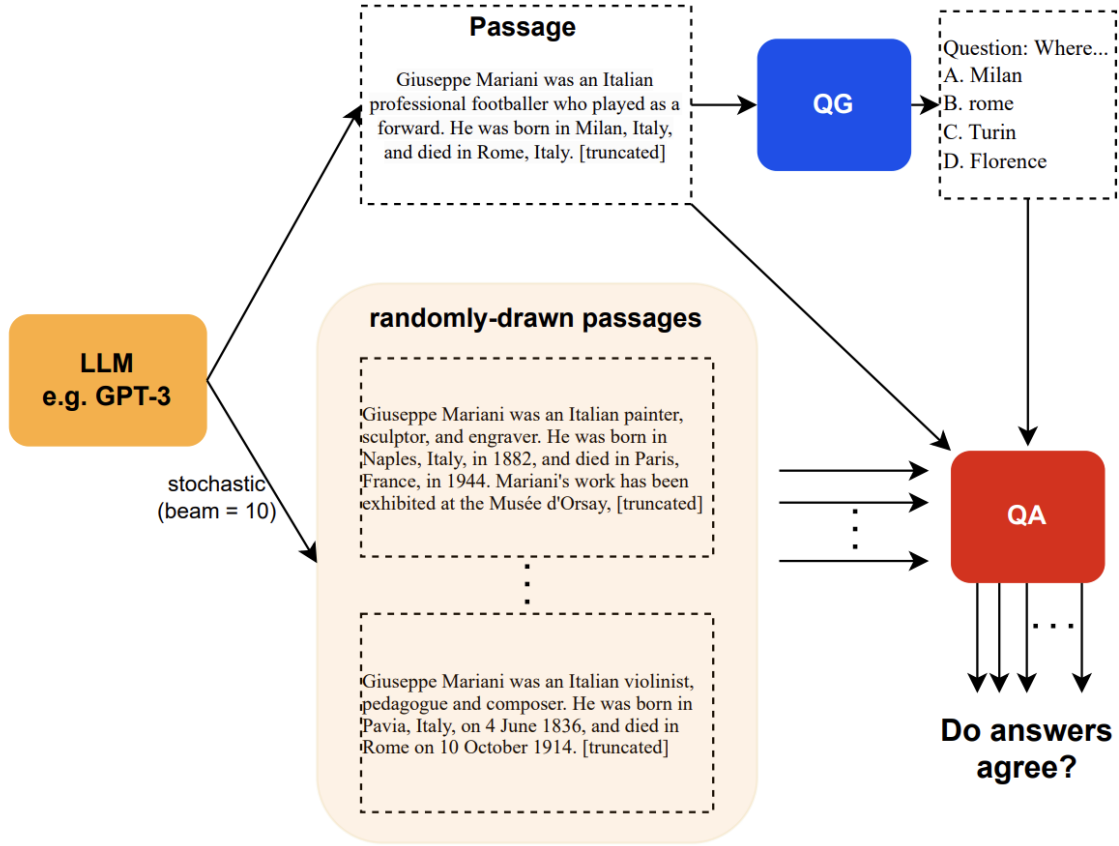 Passage
Giuseppe Mariani was an Italian
professional footballer who played as a
forward. He was born in Milan, Italy,
and died in Rome, Italy. [truncated]
QG
Question: Where...
A. Milan
B. rome
C. Turin
D. Florence
LLM
e.g. GPT-3
stochastic
(beam = 10)
randomly-drawn passages
Giuseppe Mariani was an Italian painter,
sculptor, and engraver. He was born in
Naples, Italy, in 1882, and died in Paris,
France, in 1944. Mariani's work has been
exhibited at the Musée d'Orsay, [truncated]
Giuseppe Mariani was an Italian violinist,
pedagogue and composer. He was born in
Pavia, Italy, on 4 June 1836, and died in
Rome on 10 October 1914. [truncated]
QA
Do answers
agree?